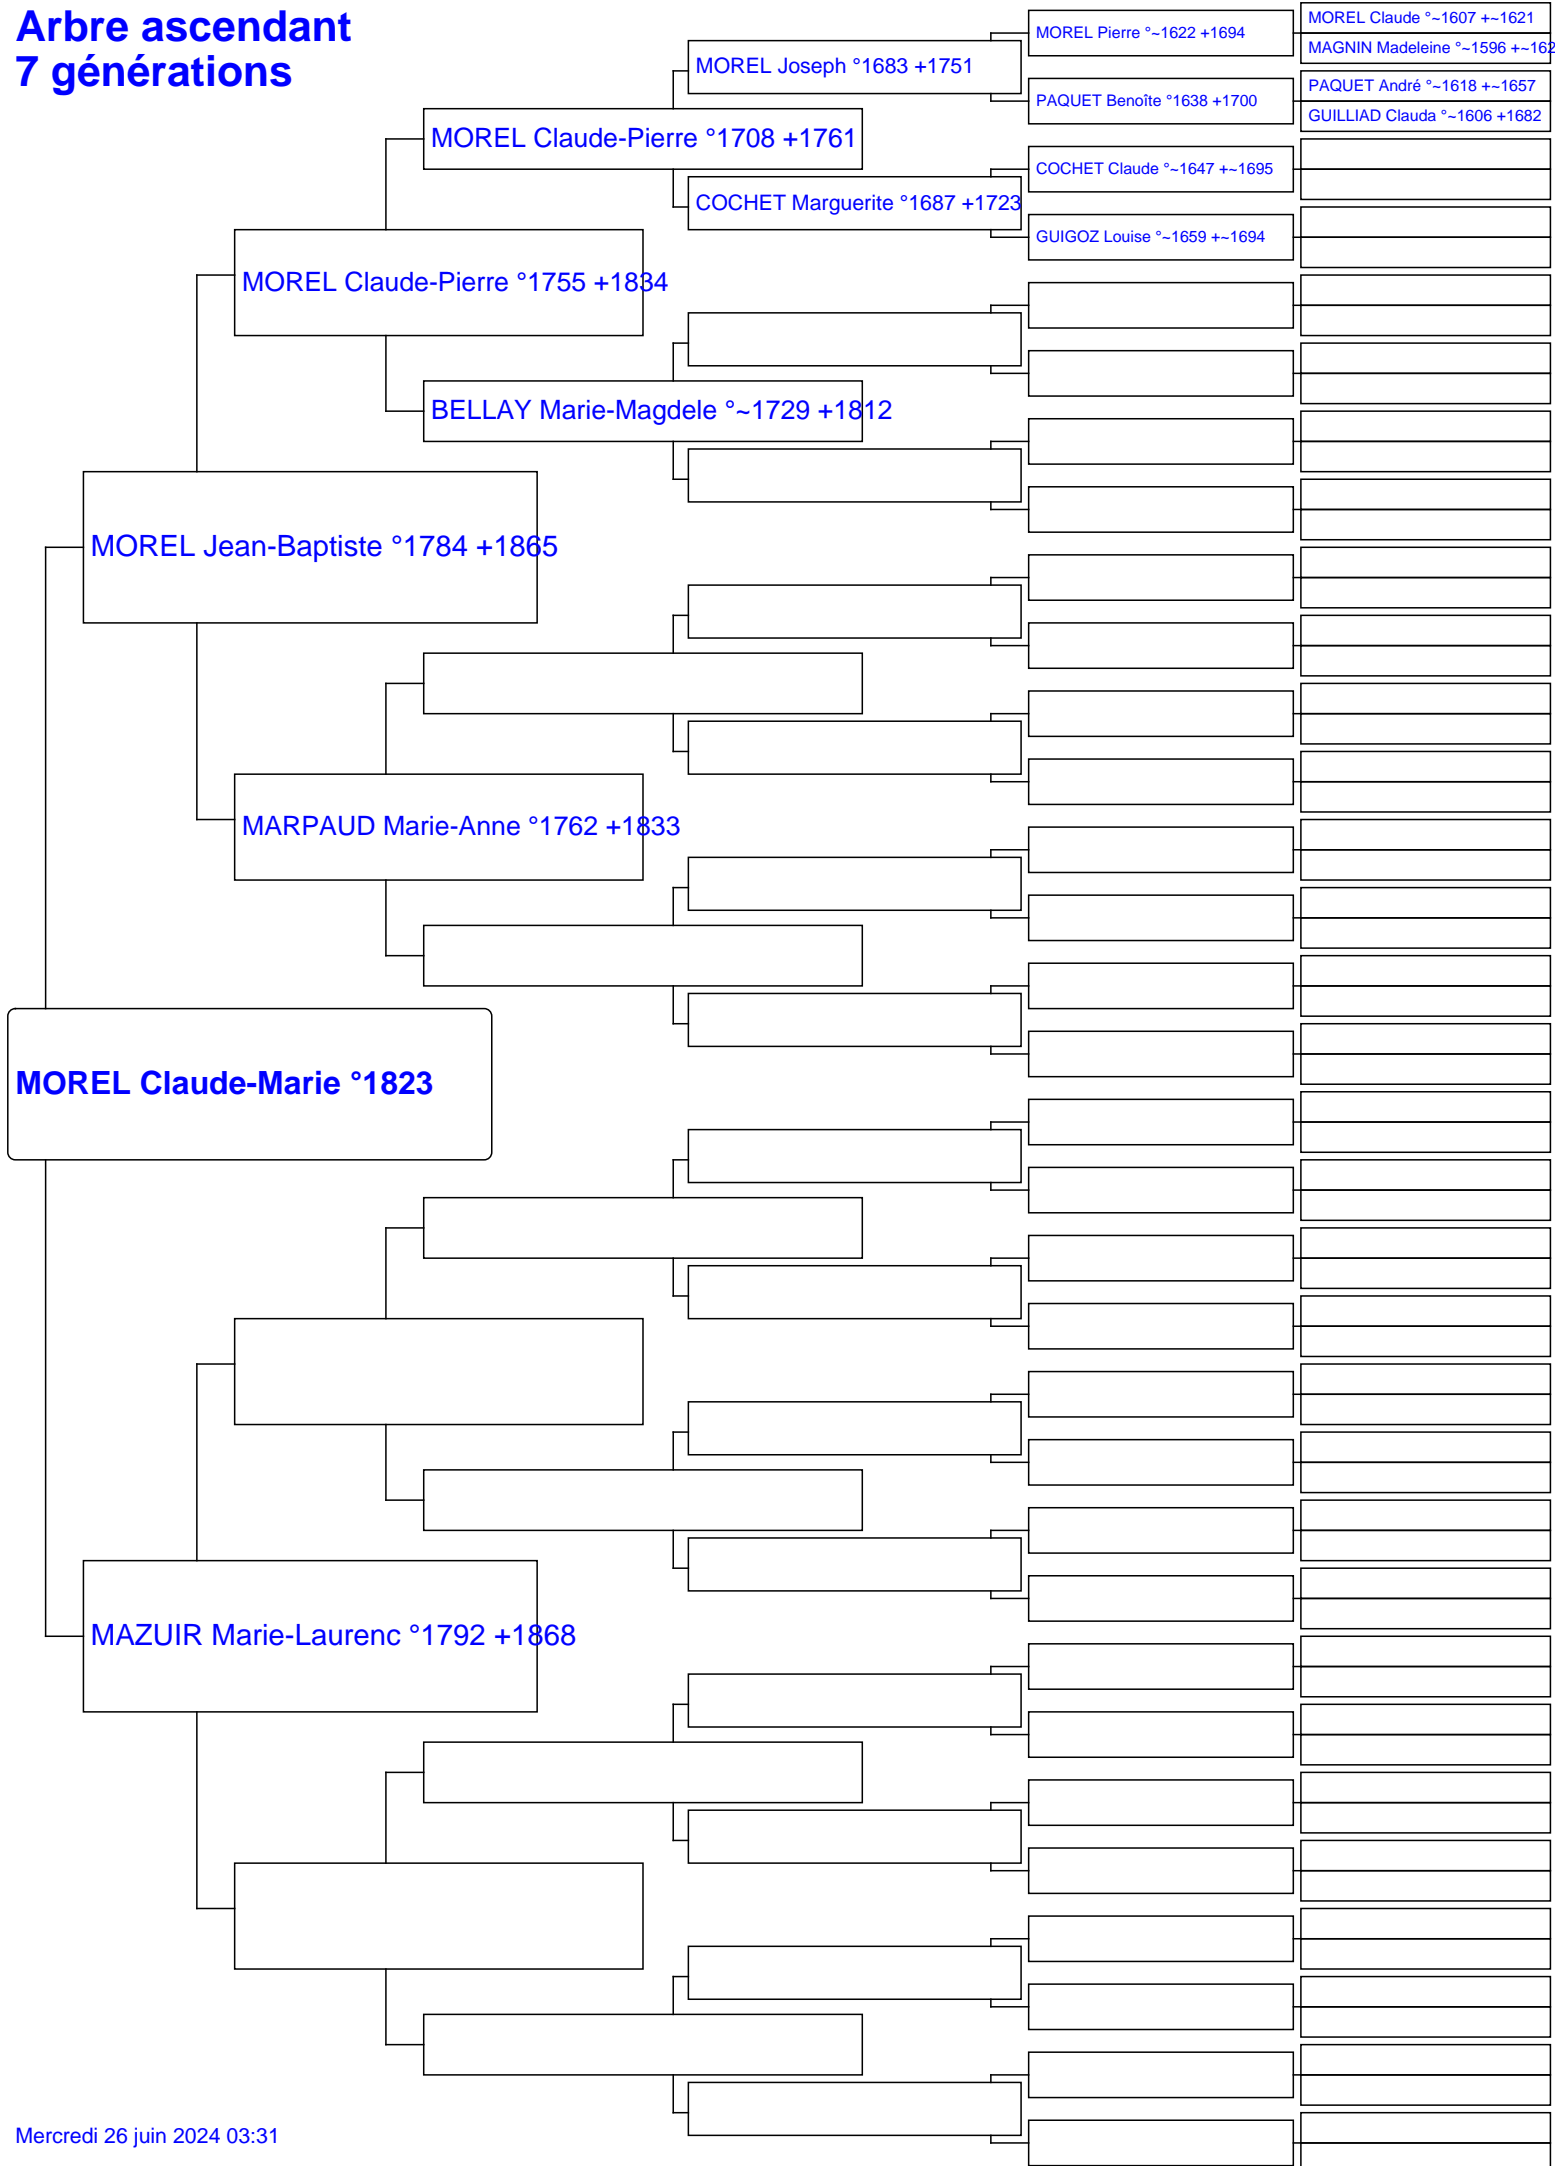 Arbre ascendant
7 générations
MOREL Claude °~1607 +~1621
MOREL Pierre °~1622 +1694
MAGNIN Madeleine °~1596 +~162
MOREL Joseph °1683 +1751
PAQUET André °~1618 +~1657
PAQUET Benoîte °1638 +1700
GUILLIAD Clauda °~1606 +1682
MOREL Claude-Pierre °1708 +1761
COCHET Claude °~1647 +~1695
COCHET Marguerite °1687 +1723
GUIGOZ Louise °~1659 +~1694
MOREL Claude-Pierre °1755 +1834
BELLAY Marie-Magdele °~1729 +1812
MOREL Jean-Baptiste °1784 +1865
MARPAUD Marie-Anne °1762 +1833
MOREL Claude-Marie °1823
MAZUIR Marie-Laurenc °1792 +1868
Mercredi 26 juin 2024 03:31